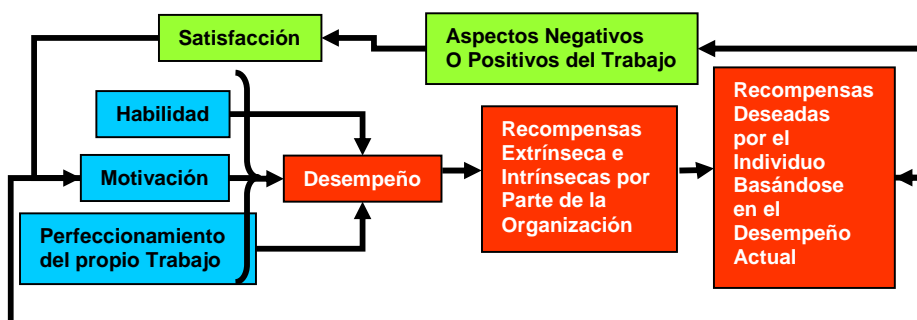 Satisfacción
Aspectos Negativos
O Positivos del Trabajo
Habilidad
Motivación
Perfeccionamiento
del propio Trabajo
Desempeño
Recompensas
Extrínseca e
Intrínsecas por
Parte de la
Organización
Recompensas
Deseadas
por el
Individuo
Basándose
en el
Desempeño
Actual